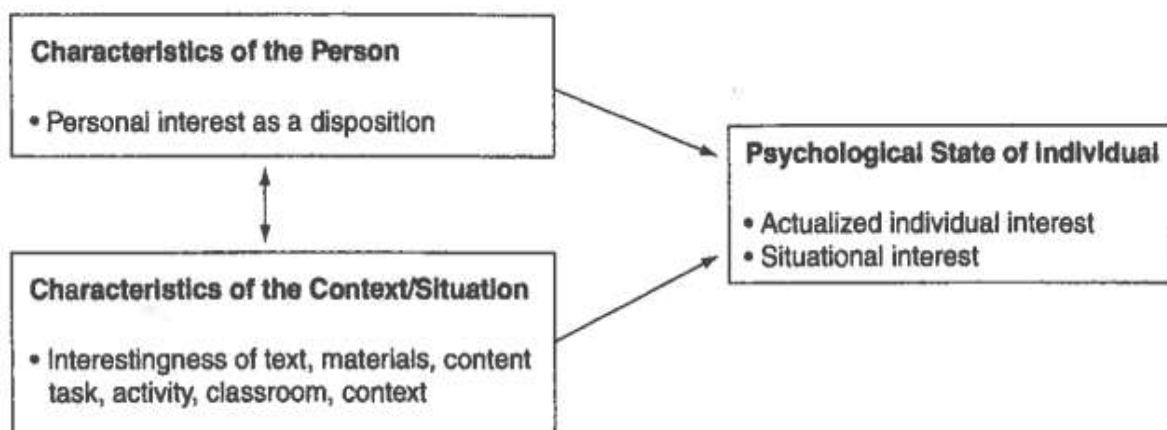 Characteristics of the Person
• Personal interest as a disposition
Psychological State of Individual
• Actualized individual interest
• Situational interest
Characteristics of the Context/Situation
• Interestingness of text, materials, content
task, activity, classroom, context